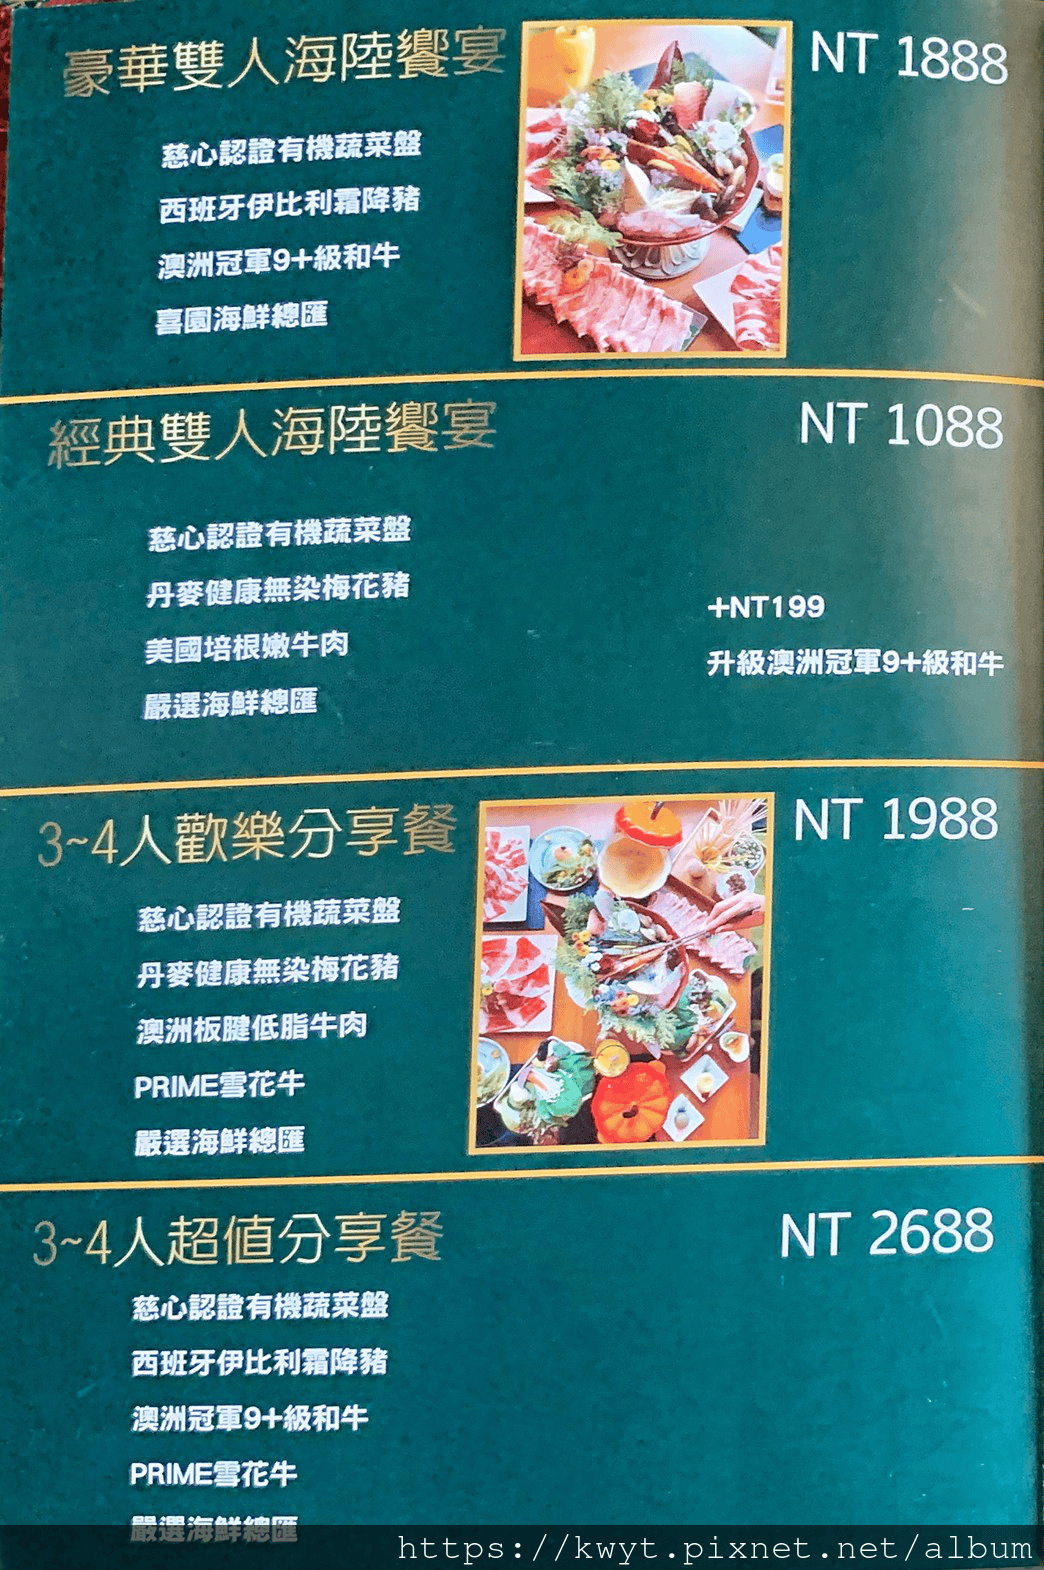 豪華雙人海陸饗宴
NT 1888
慈心認證有機蔬菜盤
西班牙伊比利霜降豬
澳洲冠軍9+級和牛
喜園海鮮總匯
經典雙人海陸饗宴
NT 1088
慈心認證有機蔬菜盤
丹麥健康無染梅花豬
美國培根嫩牛肉
嚴選海鮮總匯
+NT199
升級澳洲冠軍9+級和牛
3~4人歡樂分享餐
NT 1988
慈心認證有機蔬菜盤
丹麥健康無染梅花豬
澳洲板腱低脂牛肉
PRIME雪花牛
嚴選海鮮總匯
3~4人超值分享餐
NT 2688
慈心認證有機蔬菜盤
西班牙伊比利霜降豬
澳洲冠軍9+級和牛
PRIME雪花牛
嚴選海鮮總匯
https://kwyt.pixnet.net/album